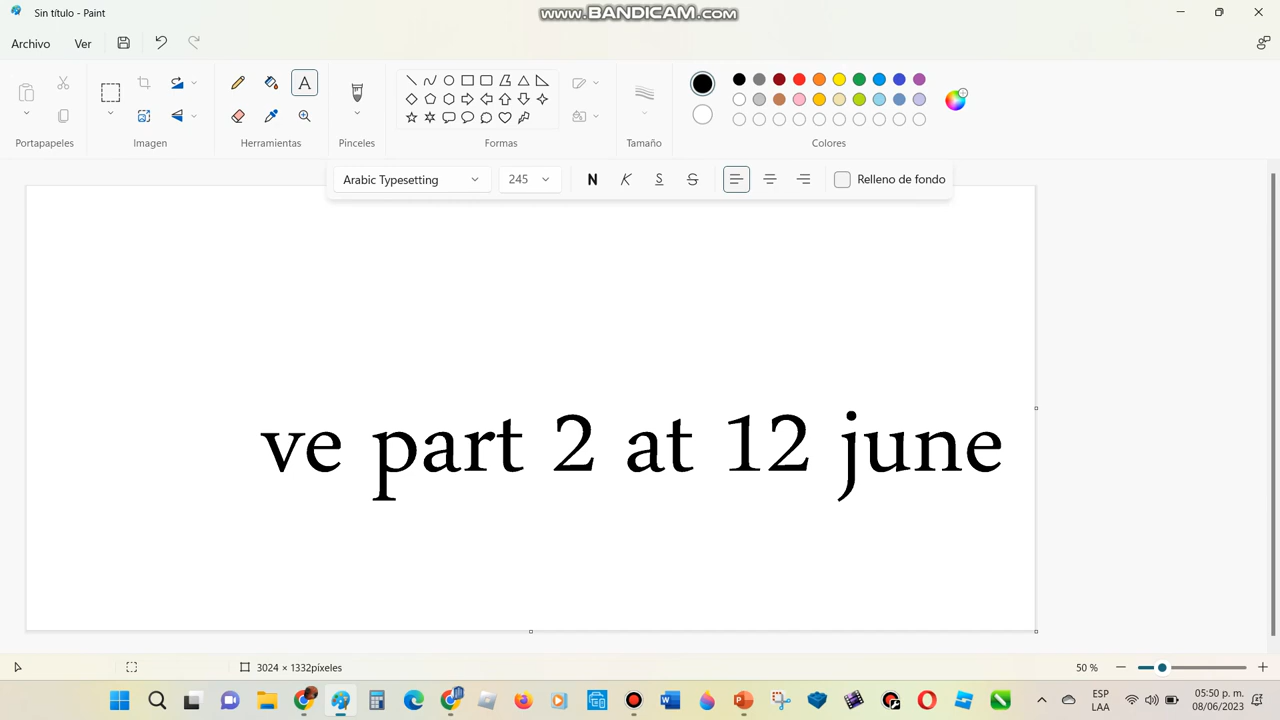 Sin título - Paint
www.BANDICAM.com
Archivo
Ver
Portapapeles
Imagen
Herramientas
Pinceles
Formas
Tamaño
Colores
Arabic Typesetting
245
N
K
S
S
Relleno de fondo
ve part 2 at 12 june
3024 × 1332píxeles
50 %
ESP
LAA
05:50 p. m.
08/06/2023